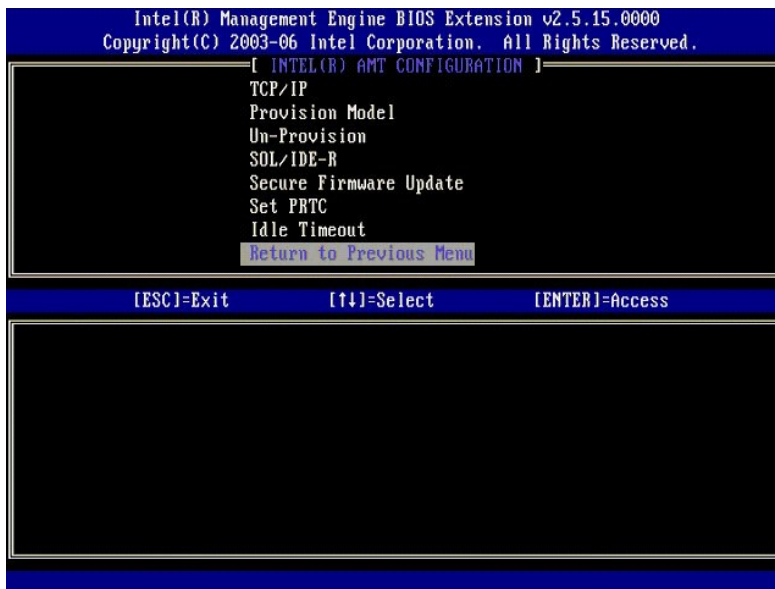 Intel(R) Management Engine BIOS Extension v2.5.15.0000
Copyright(C) 2003-06 Intel Corporation. All Rights Reserved.
[ INTEL(R) AMT CONFIGURATION ]
TCP/IP
Provision Model
Un-Provision
SOL/IDE-R
Secure Firmware Update
Set PRTC
Idle Timeout
Return to Previous Menu
[ESC]=Exit [↑↓]=Select [ENTER]=Access